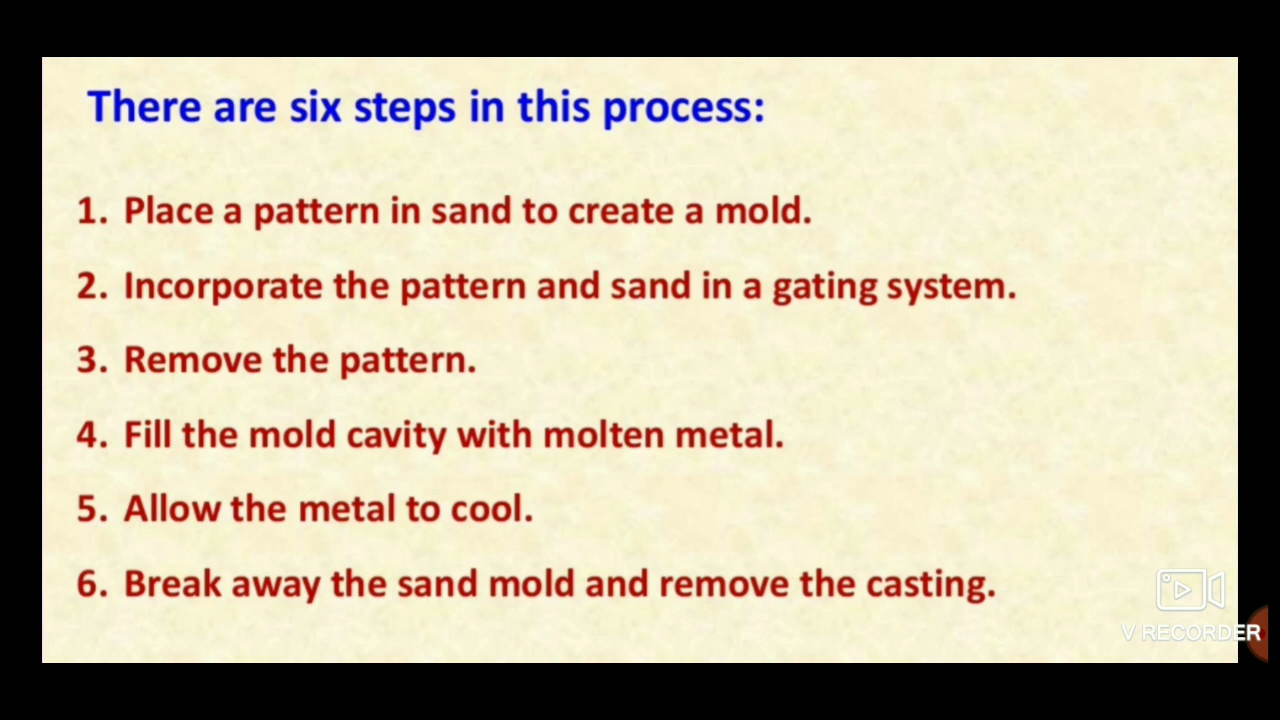 There are six steps in this process:
1. Place a pattern in sand to create a mold.
2. Incorporate the pattern and sand in a gating system.
3. Remove the pattern.
4. Fill the mold cavity with molten metal.
5. Allow the metal to cool.
6. Break away the sand mold and remove the casting.
V RECORDER